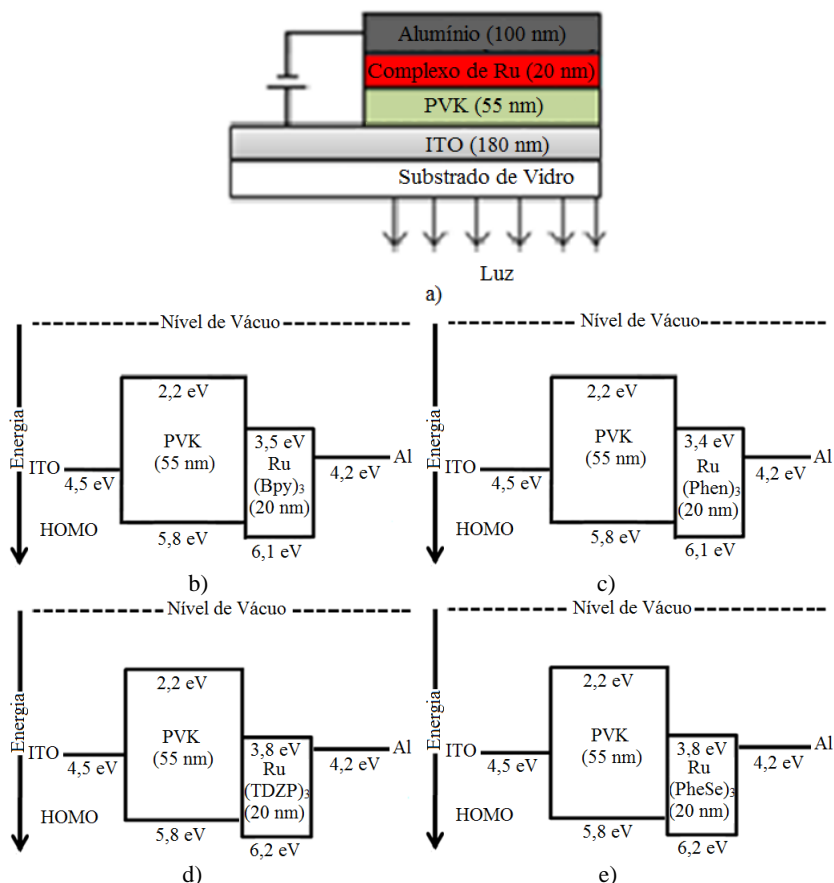 Alumínio (100 nm)
Complexo de Ru (20 nm)
PVK (55 nm)
ITO (180 nm)
Substrado de Vidro
Luz
a)
Nível de Vácuo
Energia
2,2 eV
PVK
(55 nm)
3,5 eV
Ru
(Bpy)₃
(20 nm)
ITO
4,5 eV
Al
4,2 eV
HOMO
5,8 eV
6,1 eV
b)
Nível de Vácuo
Energia
2,2 eV
PVK
(55 nm)
3,4 eV
Ru
(Phen)₃
(20 nm)
ITO
4,5 eV
Al
4,2 eV
HOMO
5,8 eV
6,1 eV
c)
Nível de Vácuo
Energia
2,2 eV
PVK
(55 nm)
3,8 eV
Ru
(TDZP)₃
(20 nm)
ITO
4,5 eV
Al
4,2 eV
HOMO
5,8 eV
6,2 eV
d)
Nível de Vácuo
Energia
2,2 eV
PVK
(55 nm)
3,8 eV
Ru
(PheSe)₃
(20 nm)
ITO
4,5 eV
Al
4,2 eV
HOMO
5,8 eV
6,2 eV
e)